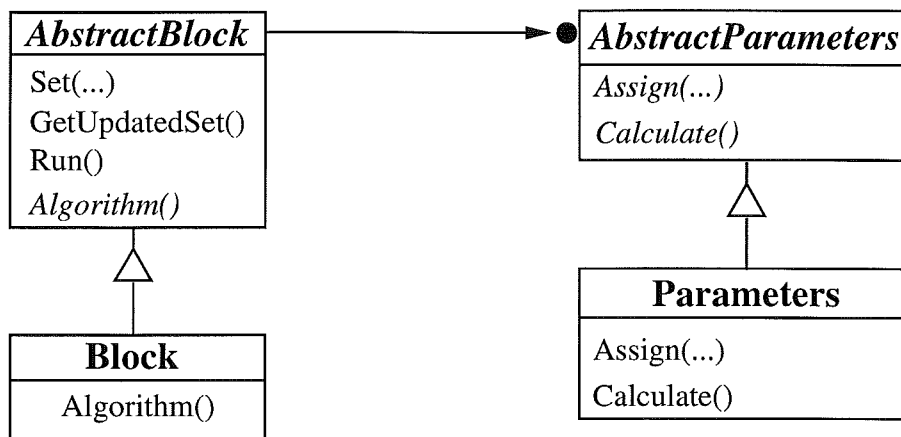 AbstractBlock
Set(...)
GetUpdatedSet()
Run()
Algorithm()
Block
Algorithm()
AbstractParameters
Assign(...)
Calculate()
Parameters
Assign(...)
Calculate()